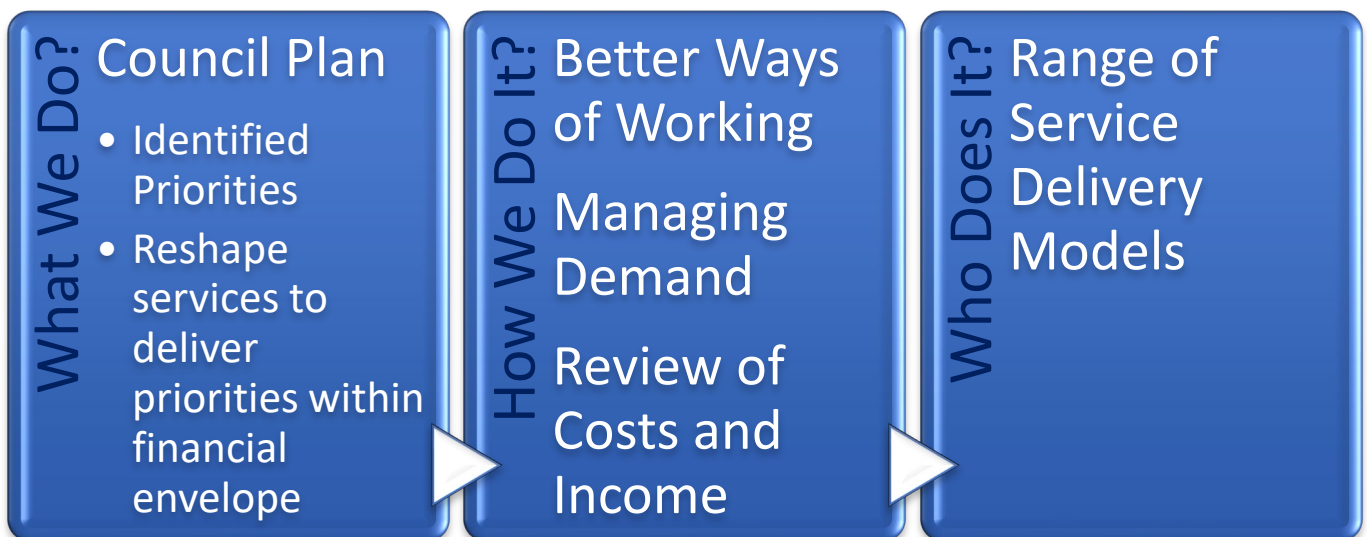 What We Do?
Council Plan
• Identified
Priorities
• Reshape
services to
deliver
priorities within
financial
envelope
How We Do It?
Better Ways
of Working
Managing
Demand
Review of
Costs and
Income
Who Does It?
Range of
Service
Delivery
Models